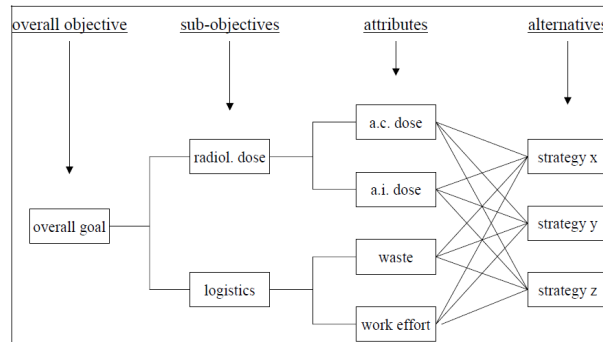 overall objective
sub-objectives
attributes
alternatives
a.c. dose
radiol. dose
strategy x
a.i. dose
overall goal
strategy y
waste
logistics
strategy z
work effort